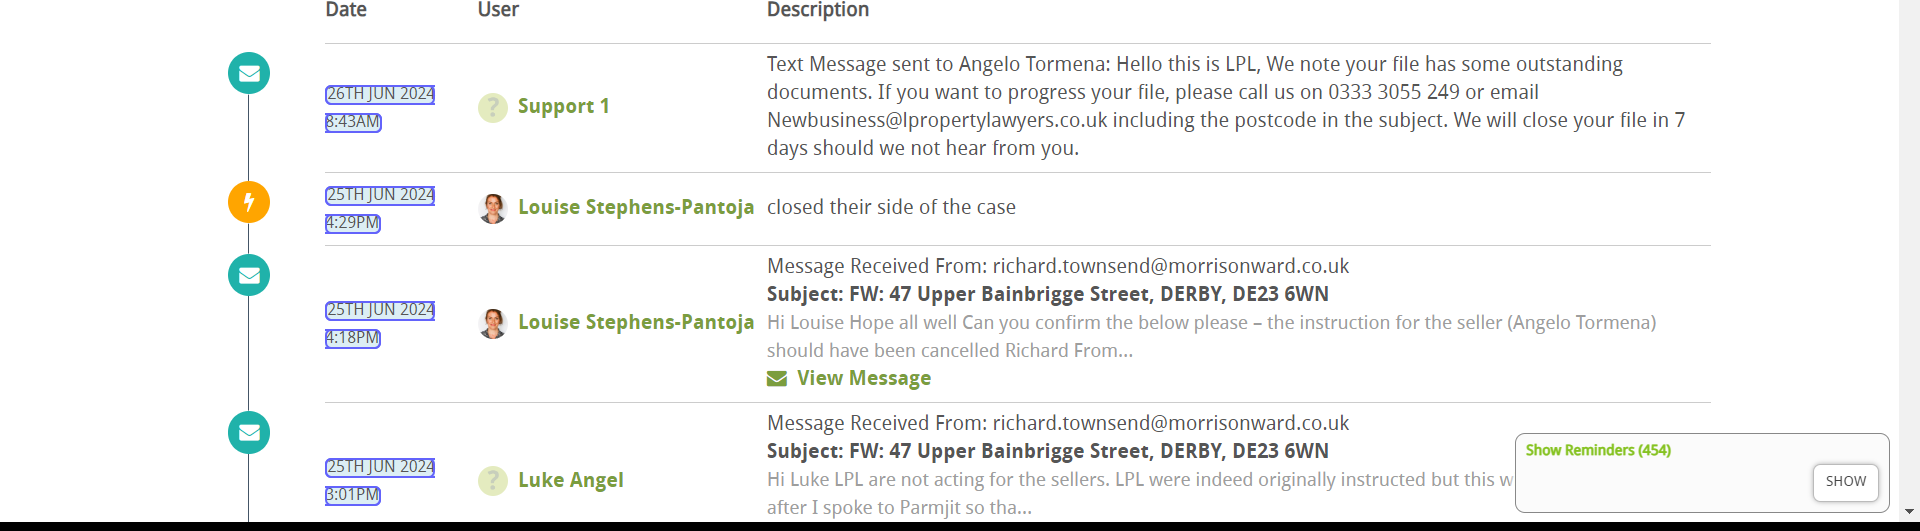 Date User Description
Text Message sent to Angelo Tormena: Hello this is LPL, We note your file has some outstanding
26TH JUN 2024
8:43AM
? Support 1
documents. If you want to progress your file, please call us on 0333 3055 249 or email
Newbusiness@lpropertylawyers.co.uk including the postcode in the subject. We will close your file in 7
days should we not hear from you.
25TH JUN 2024
4:29PM
Louise Stephens-Pantoja closed their side of the case
Message Received From: richard.townsend@morrisonward.co.uk
Subject: FW: 47 Upper Bainbrigge Street, DERBY, DE23 6WN
25TH JUN 2024
4:18PM
Louise Stephens-Pantoja
Hi Louise Hope all well Can you confirm the below please – the instruction for the seller (Angelo Tormena)
should have been cancelled Richard From...
View Message
Message Received From: richard.townsend@morrisonward.co.uk
Subject: FW: 47 Upper Bainbrigge Street, DERBY, DE23 6WN
25TH JUN 2024
3:01PM
? Luke Angel
Hi Luke LPL are not acting for the sellers. LPL were indeed originally instructed but this w
after I spoke to Parmjit so tha...
Show Reminders (454)
SHOW